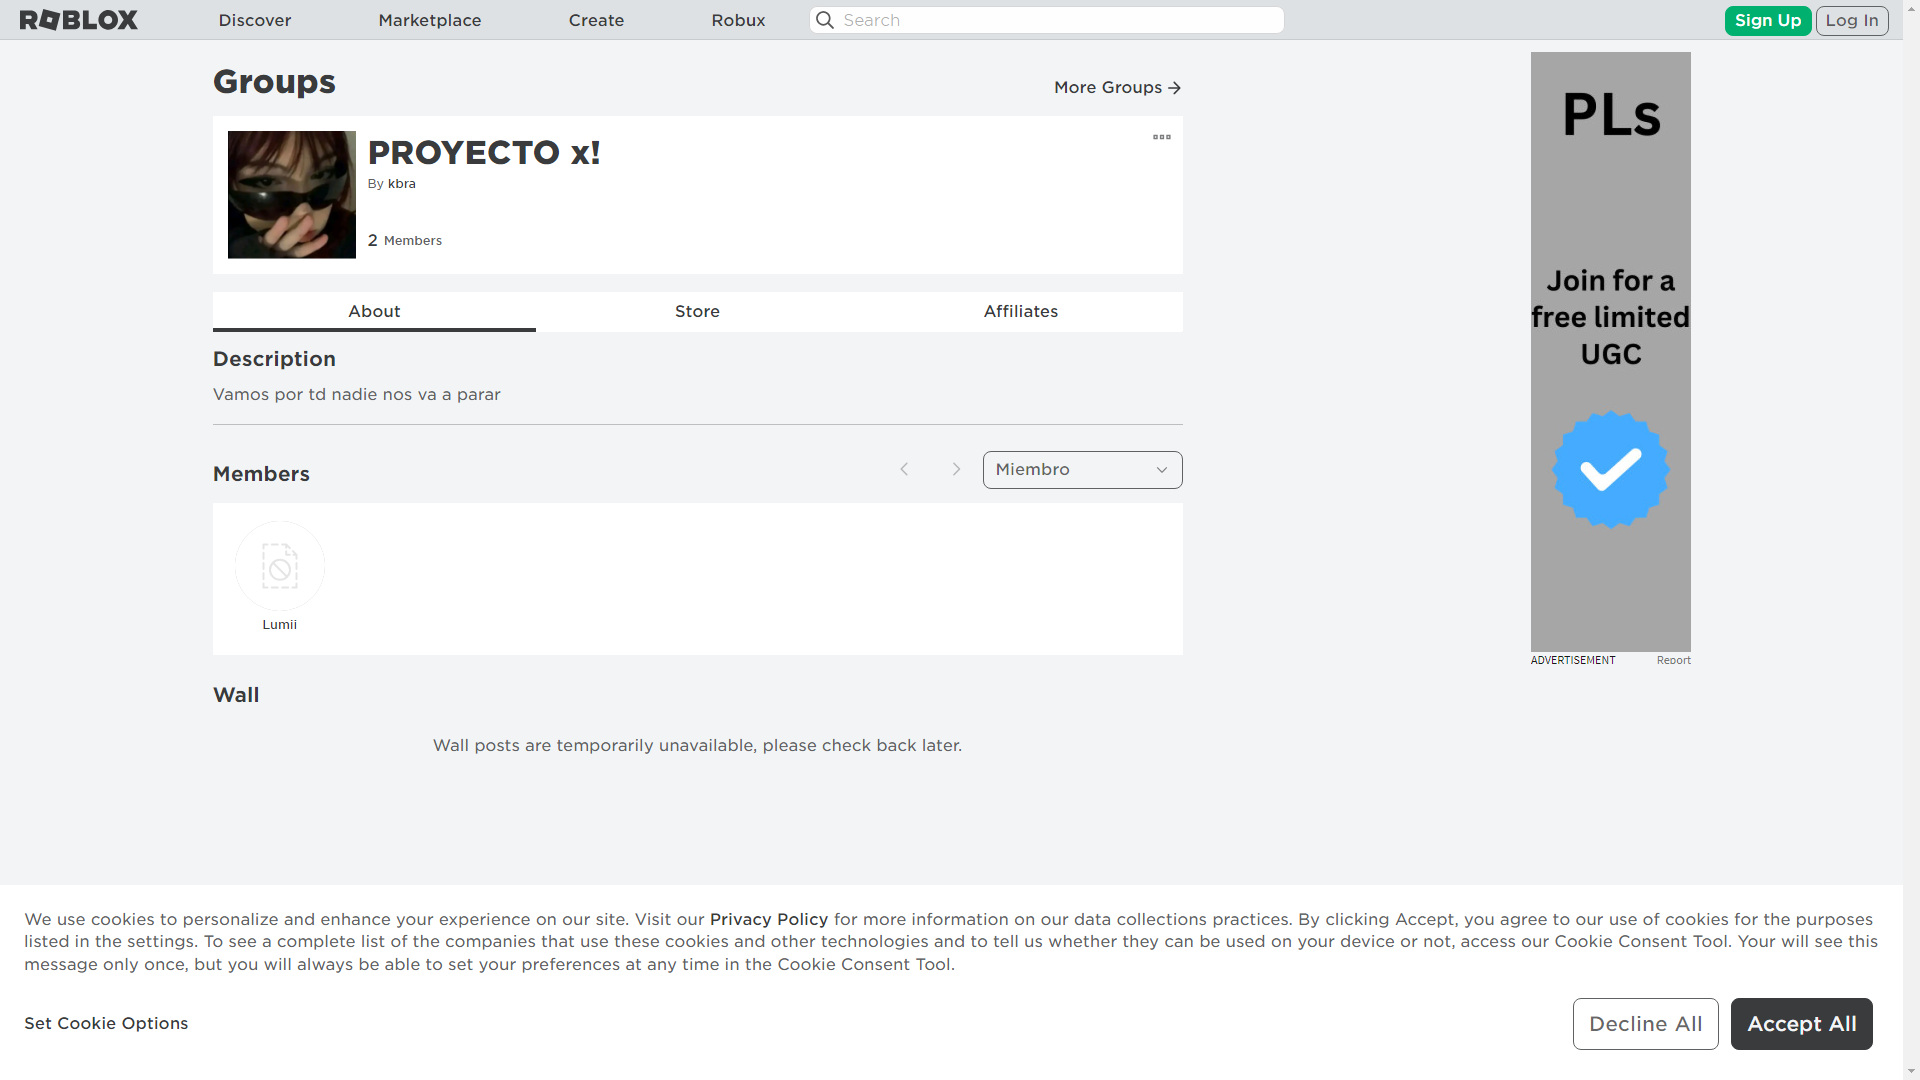 ROBLOX
Discover
Marketplace
Create
Robux
Search
Sign Up
Log In
Groups
More Groups
PROYECTO x!
By kbra
2 Members
About
Store
Affiliates
Description
Vamos por td nadie nos va a parar
Members
Miembro
Lumii
Wall
Wall posts are temporarily unavailable, please check back later.
PLs
Join for a
free limited
UGC
ADVERTISEMENT
Report
We use cookies to personalize and enhance your experience on our site. Visit our Privacy Policy for more information on our data collections practices. By clicking Accept, you agree to our use of cookies for the purposes
listed in the settings. To see a complete list of the companies that use these cookies and other technologies and to tell us whether they can be used on your device or not, access our Cookie Consent Tool. Your will see this
message only once, but you will always be able to set your preferences at any time in the Cookie Consent Tool.
Set Cookie Options
Decline All
Accept All